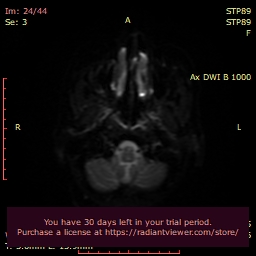 Im: 24/44
Se: 3
A
STP89
STP89
F
Ax DWI B 1000
R
L
You have 30 days left in your trial period.
Purchase a license at https://radiantviewer.com/store/